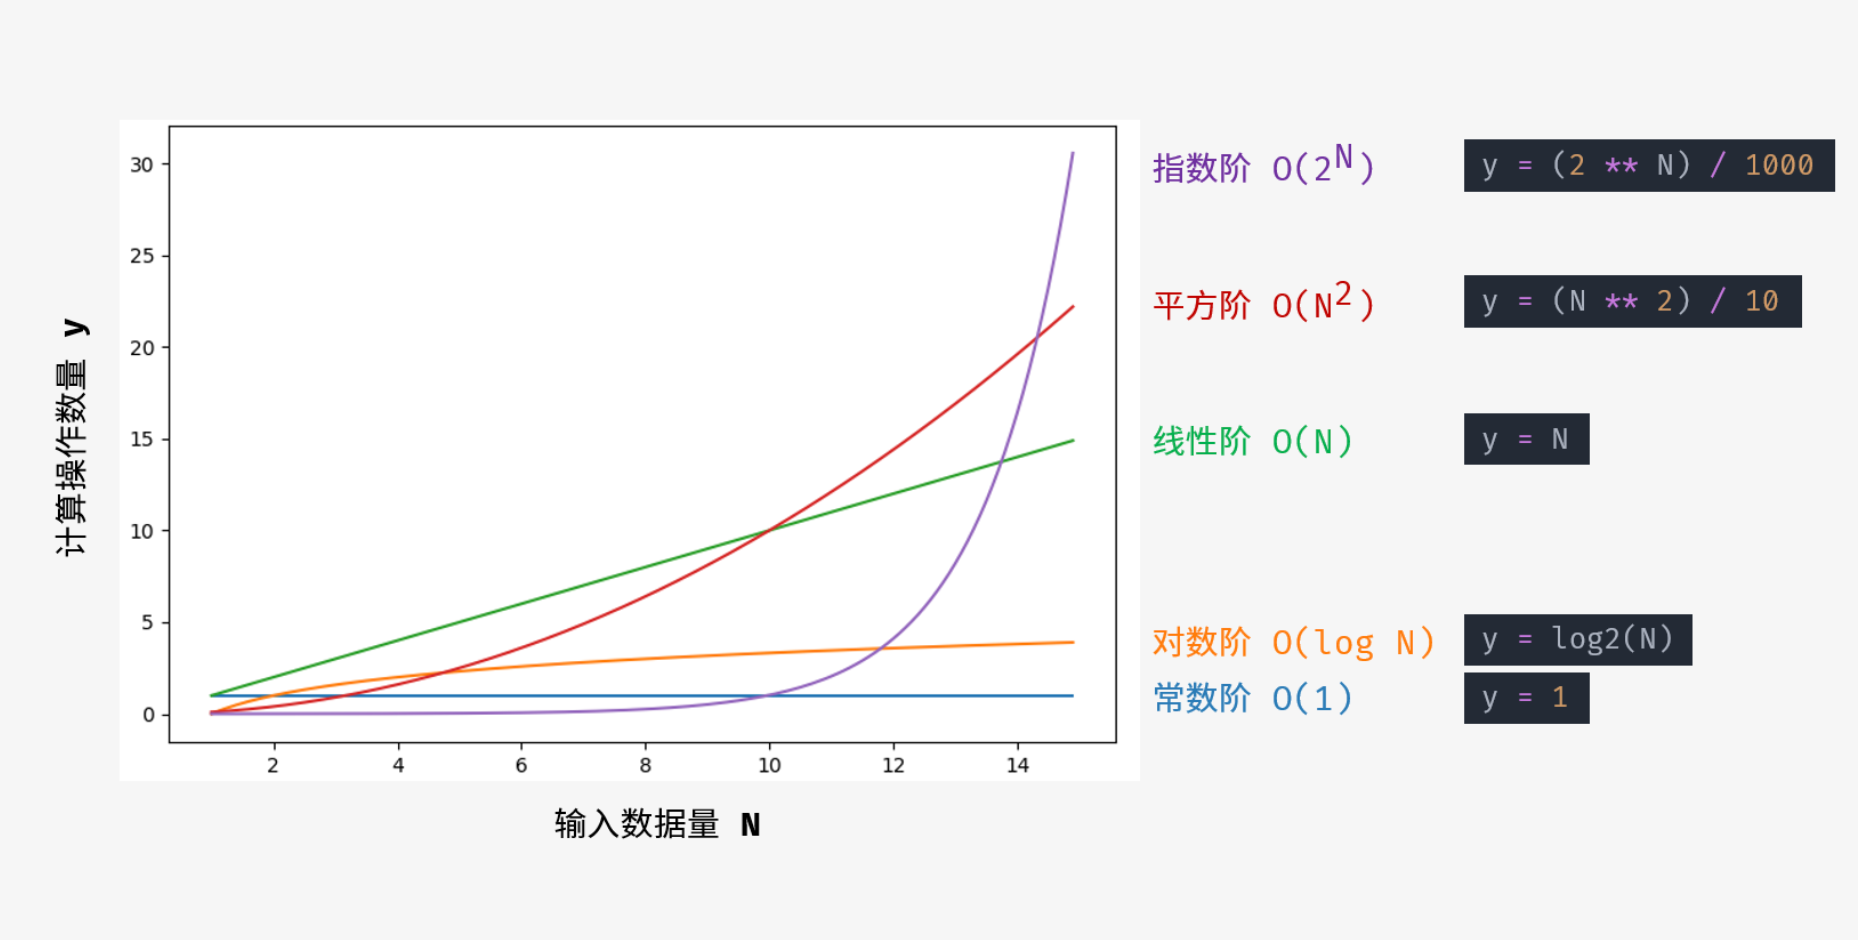 30
25
20
15
10
5
0
2 4 6 8 10 12 14
计算操作数量 y
输入数据量 N
指数阶 O(2^N) y = (2 ** N) / 1000
平方阶 O(N^2) y = (N ** 2) / 10
线性阶 O(N) y = N
对数阶 O(log N) y = log2(N)
常数阶 O(1) y = 1